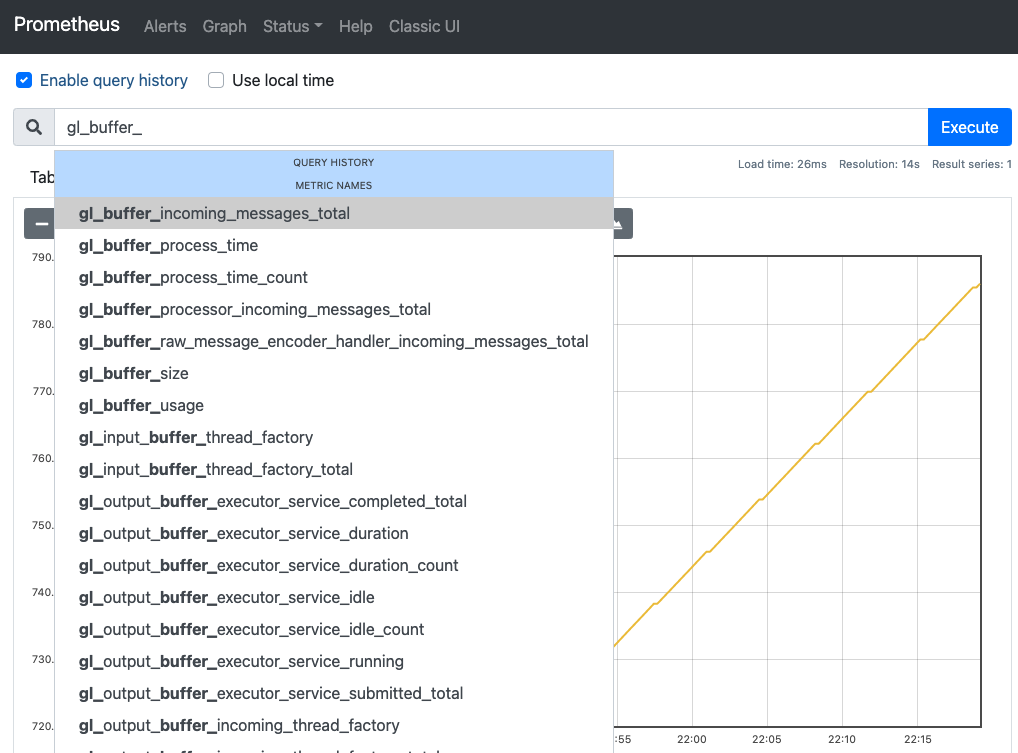 Prometheus Alerts Graph Status Help Classic UI
Enable query history Use local time
gl_buffer_ Execute
Load time: 26ms Resolution: 14s Result series: 1
QUERY HISTORY
Tab
METRIC NAMES
gl_buffer_incoming_messages_total
gl_buffer_process_time
gl_buffer_process_time_count
gl_buffer_processor_incoming_messages_total
gl_buffer_raw_message_encoder_handler_incoming_messages_total
gl_buffer_size
gl_buffer_usage
gl_input_buffer_thread_factory
gl_input_buffer_thread_factory_total
gl_output_buffer_executor_service_completed_total
gl_output_buffer_executor_service_duration
gl_output_buffer_executor_service_duration_count
gl_output_buffer_executor_service_idle
gl_output_buffer_executor_service_idle_count
gl_output_buffer_executor_service_running
gl_output_buffer_executor_service_submitted_total
gl_output_buffer_incoming_thread_factory
790.
780.
770.
760.
750.
740.
730.
720.
:55 22:00 22:05 22:10 22:15